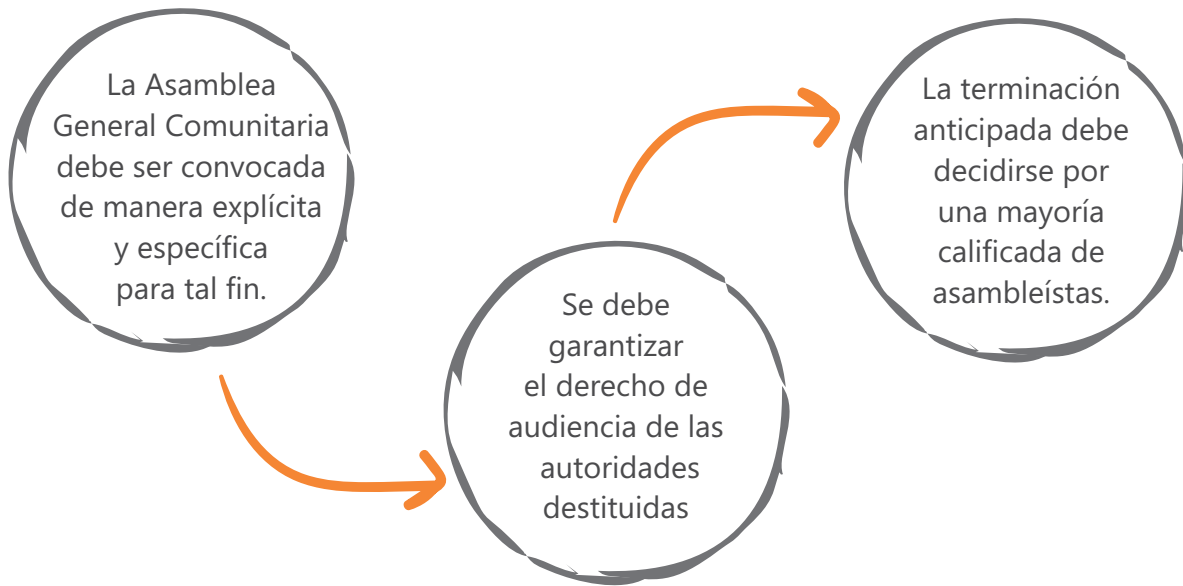 La Asamblea
General Comunitaria
debe ser convocada
de manera explícita
y específica
para tal fin.
Se debe
garantizar
el derecho de
audiencia de las
autoridades
destituidas
La terminación
anticipada debe
decidirse por
una mayoría
calificada de
asambleístas.